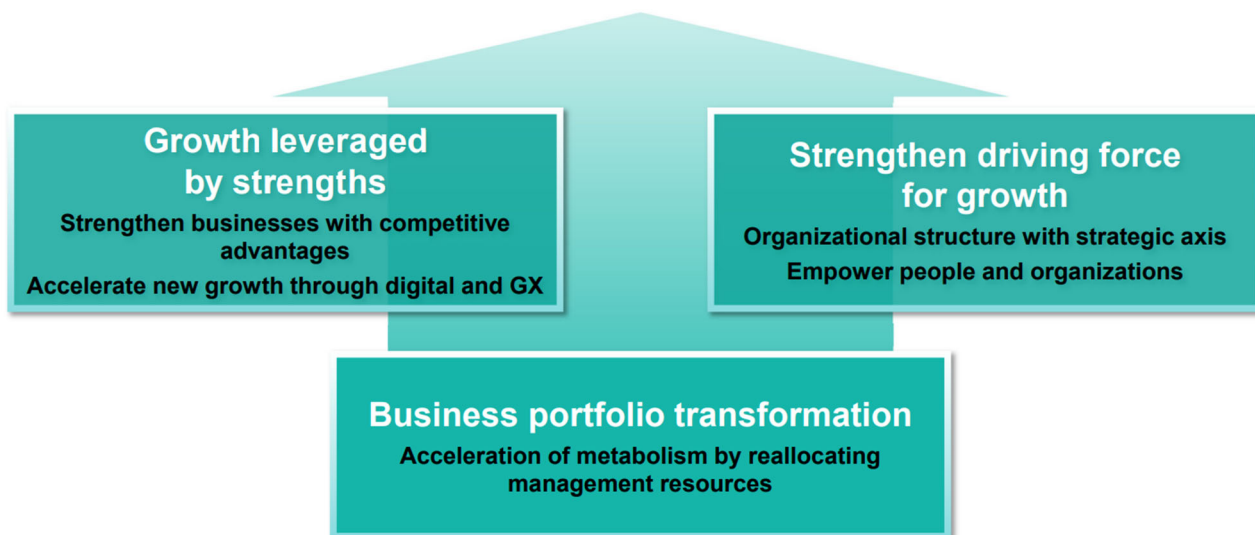 Growth leveraged
by strengths
Strengthen businesses with competitive
advantages
Accelerate new growth through digital and GX
Strengthen driving force
for growth
Organizational structure with strategic axis
Empower people and organizations
Business portfolio transformation
Acceleration of metabolism by reallocating
management resources